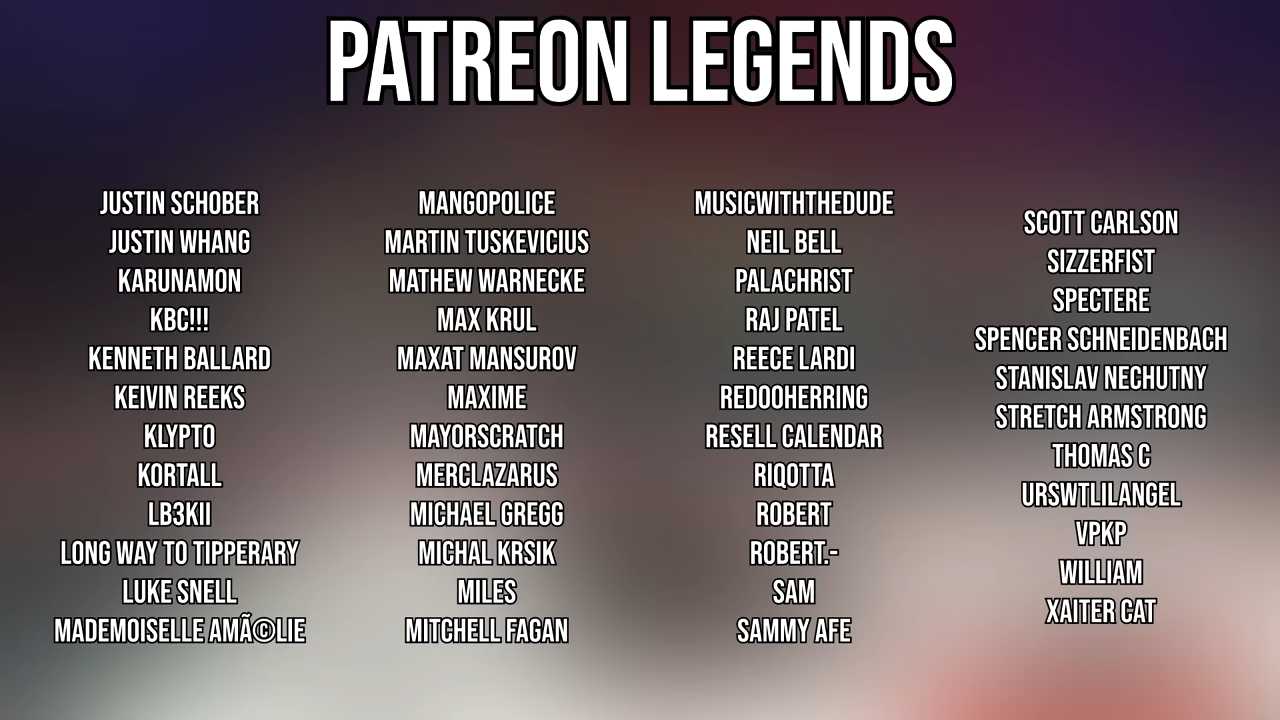 PATREON LEGENDS
JUSTIN SCHOBER
JUSTIN WHANG
KARUNAMON
KBC!!!
KENNETH BALLARD
KEIVIN REEKS
KLYPTO
KORTALL
LB3KII
LONG WAY TO TIPPERARY
LUKE SNELL
MADEMOISELLE AMÃ©LIE
MANGOPOLICE
MARTIN TUSKEVICIUS
MATHEW WARNECKE
MAX KRUL
MAXAT MANSUROV
MAXIME
MAYORSCRATCH
MERCLAZARUS
MICHAEL GREGG
MICHAL KRSIK
MILES
MITCHELL FAGAN
MUSICWITHTHEDUDE
NEIL BELL
PALACHRIST
RAJ PATEL
REECE LARDI
REDOOHERRING
RESELL CALENDAR
RIQOTTA
ROBERT
ROBERT.-
SAM
SAMMY AFE
SCOTT CARLSON
SIZZERFIST
SPECTERE
SPENCER SCHNEIDENBACH
STANISLAV NECHUTNY
STRETCH ARMSTRONG
THOMAS C
URSWTLILANGEL
VPKP
WILLIAM
XAITER CAT